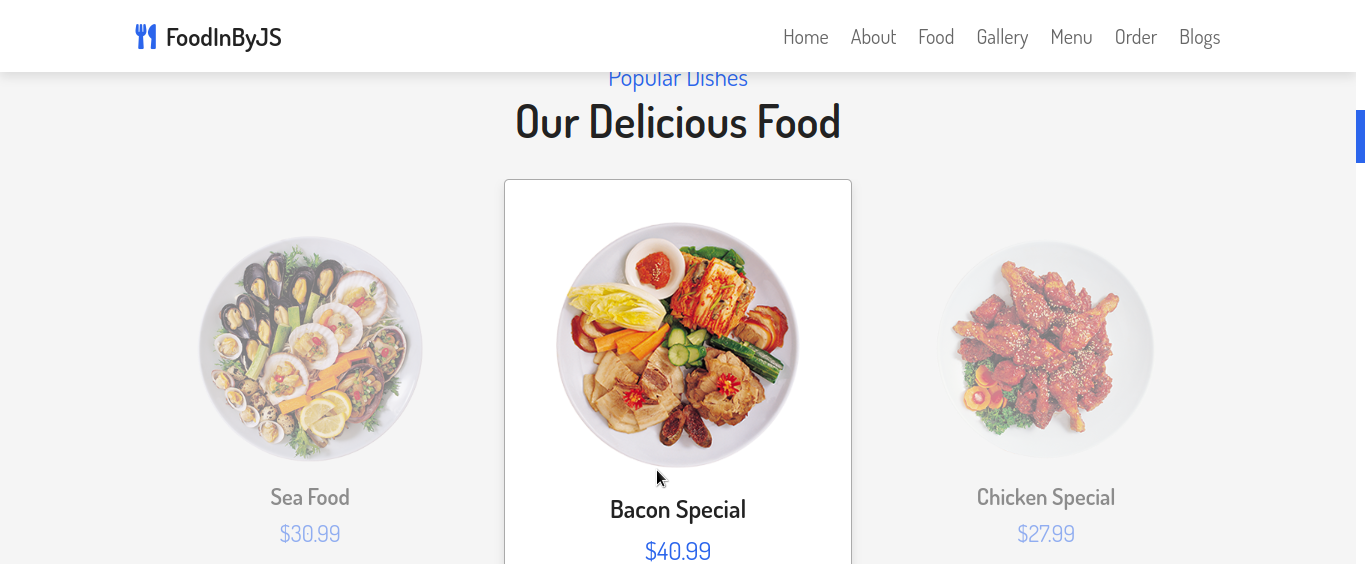 FoodInByJS
Home About Food Gallery Menu Order Blogs
Popular Dishes
Our Delicious Food
Sea Food
$30.99
Bacon Special
$40.99
Chicken Special
$27.99